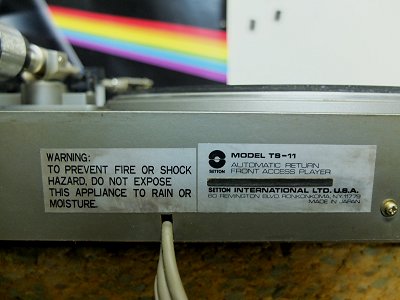 WARNING:
TO PREVENT FIRE OR SHOCK
HAZARD, DO NOT EXPOSE
THIS APPLIANCE TO RAIN OR
MOISTURE.
SETTON
MODEL TS-11
AUTOMATIC RETURN
FRONT ACCESS PLAYER
SETTON INTERNATIONAL LTD. U.S.A.
60 REMINGTON BLVD. RONKONKOMA, N.Y. 11779
MADE IN JAPAN